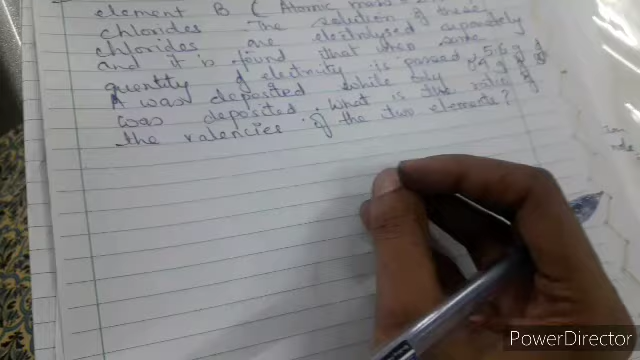 element B ( Atomic mass
chlorides. The solution of these
chlorides are electrolysed separately
and it is found that when same
quantity of electricity is passed 5.6 g of
A was deposited while only 2.4 g of B
was deposited. What is the ratio of
the valencies of the two elements?
PowerDirector